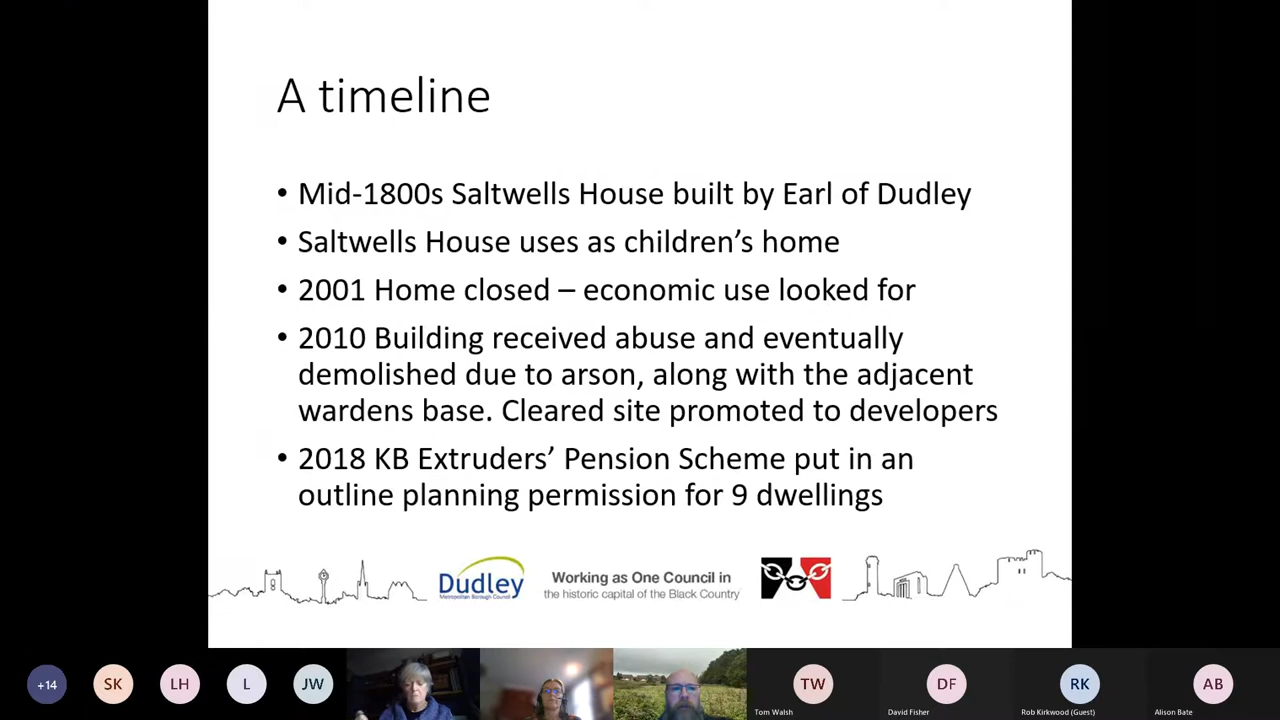 A timeline
• Mid-1800s Saltwells House built by Earl of Dudley
• Saltwells House uses as children’s home
• 2001 Home closed – economic use looked for
• 2010 Building received abuse and eventually
demolished due to arson, along with the adjacent
wardens base. Cleared site promoted to developers
• 2018 KB Extruders’ Pension Scheme put in an
outline planning permission for 9 dwellings
Dudley
Metropolitan Borough Council
Working as One Council in
the historic capital of the Black Country
+14
SK
LH
L
JW
TW
DF
RK
AB
Tom Walsh
David Fisher
Rob Kirkwood (Guest)
Alison Bate